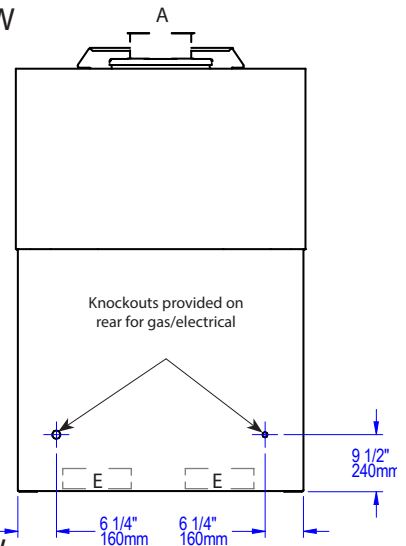 W
A
Knockouts provided on
rear for gas/electrical
9 1/2"
240mm
E E
6 1/4" 6 1/4"
160mm 160mm